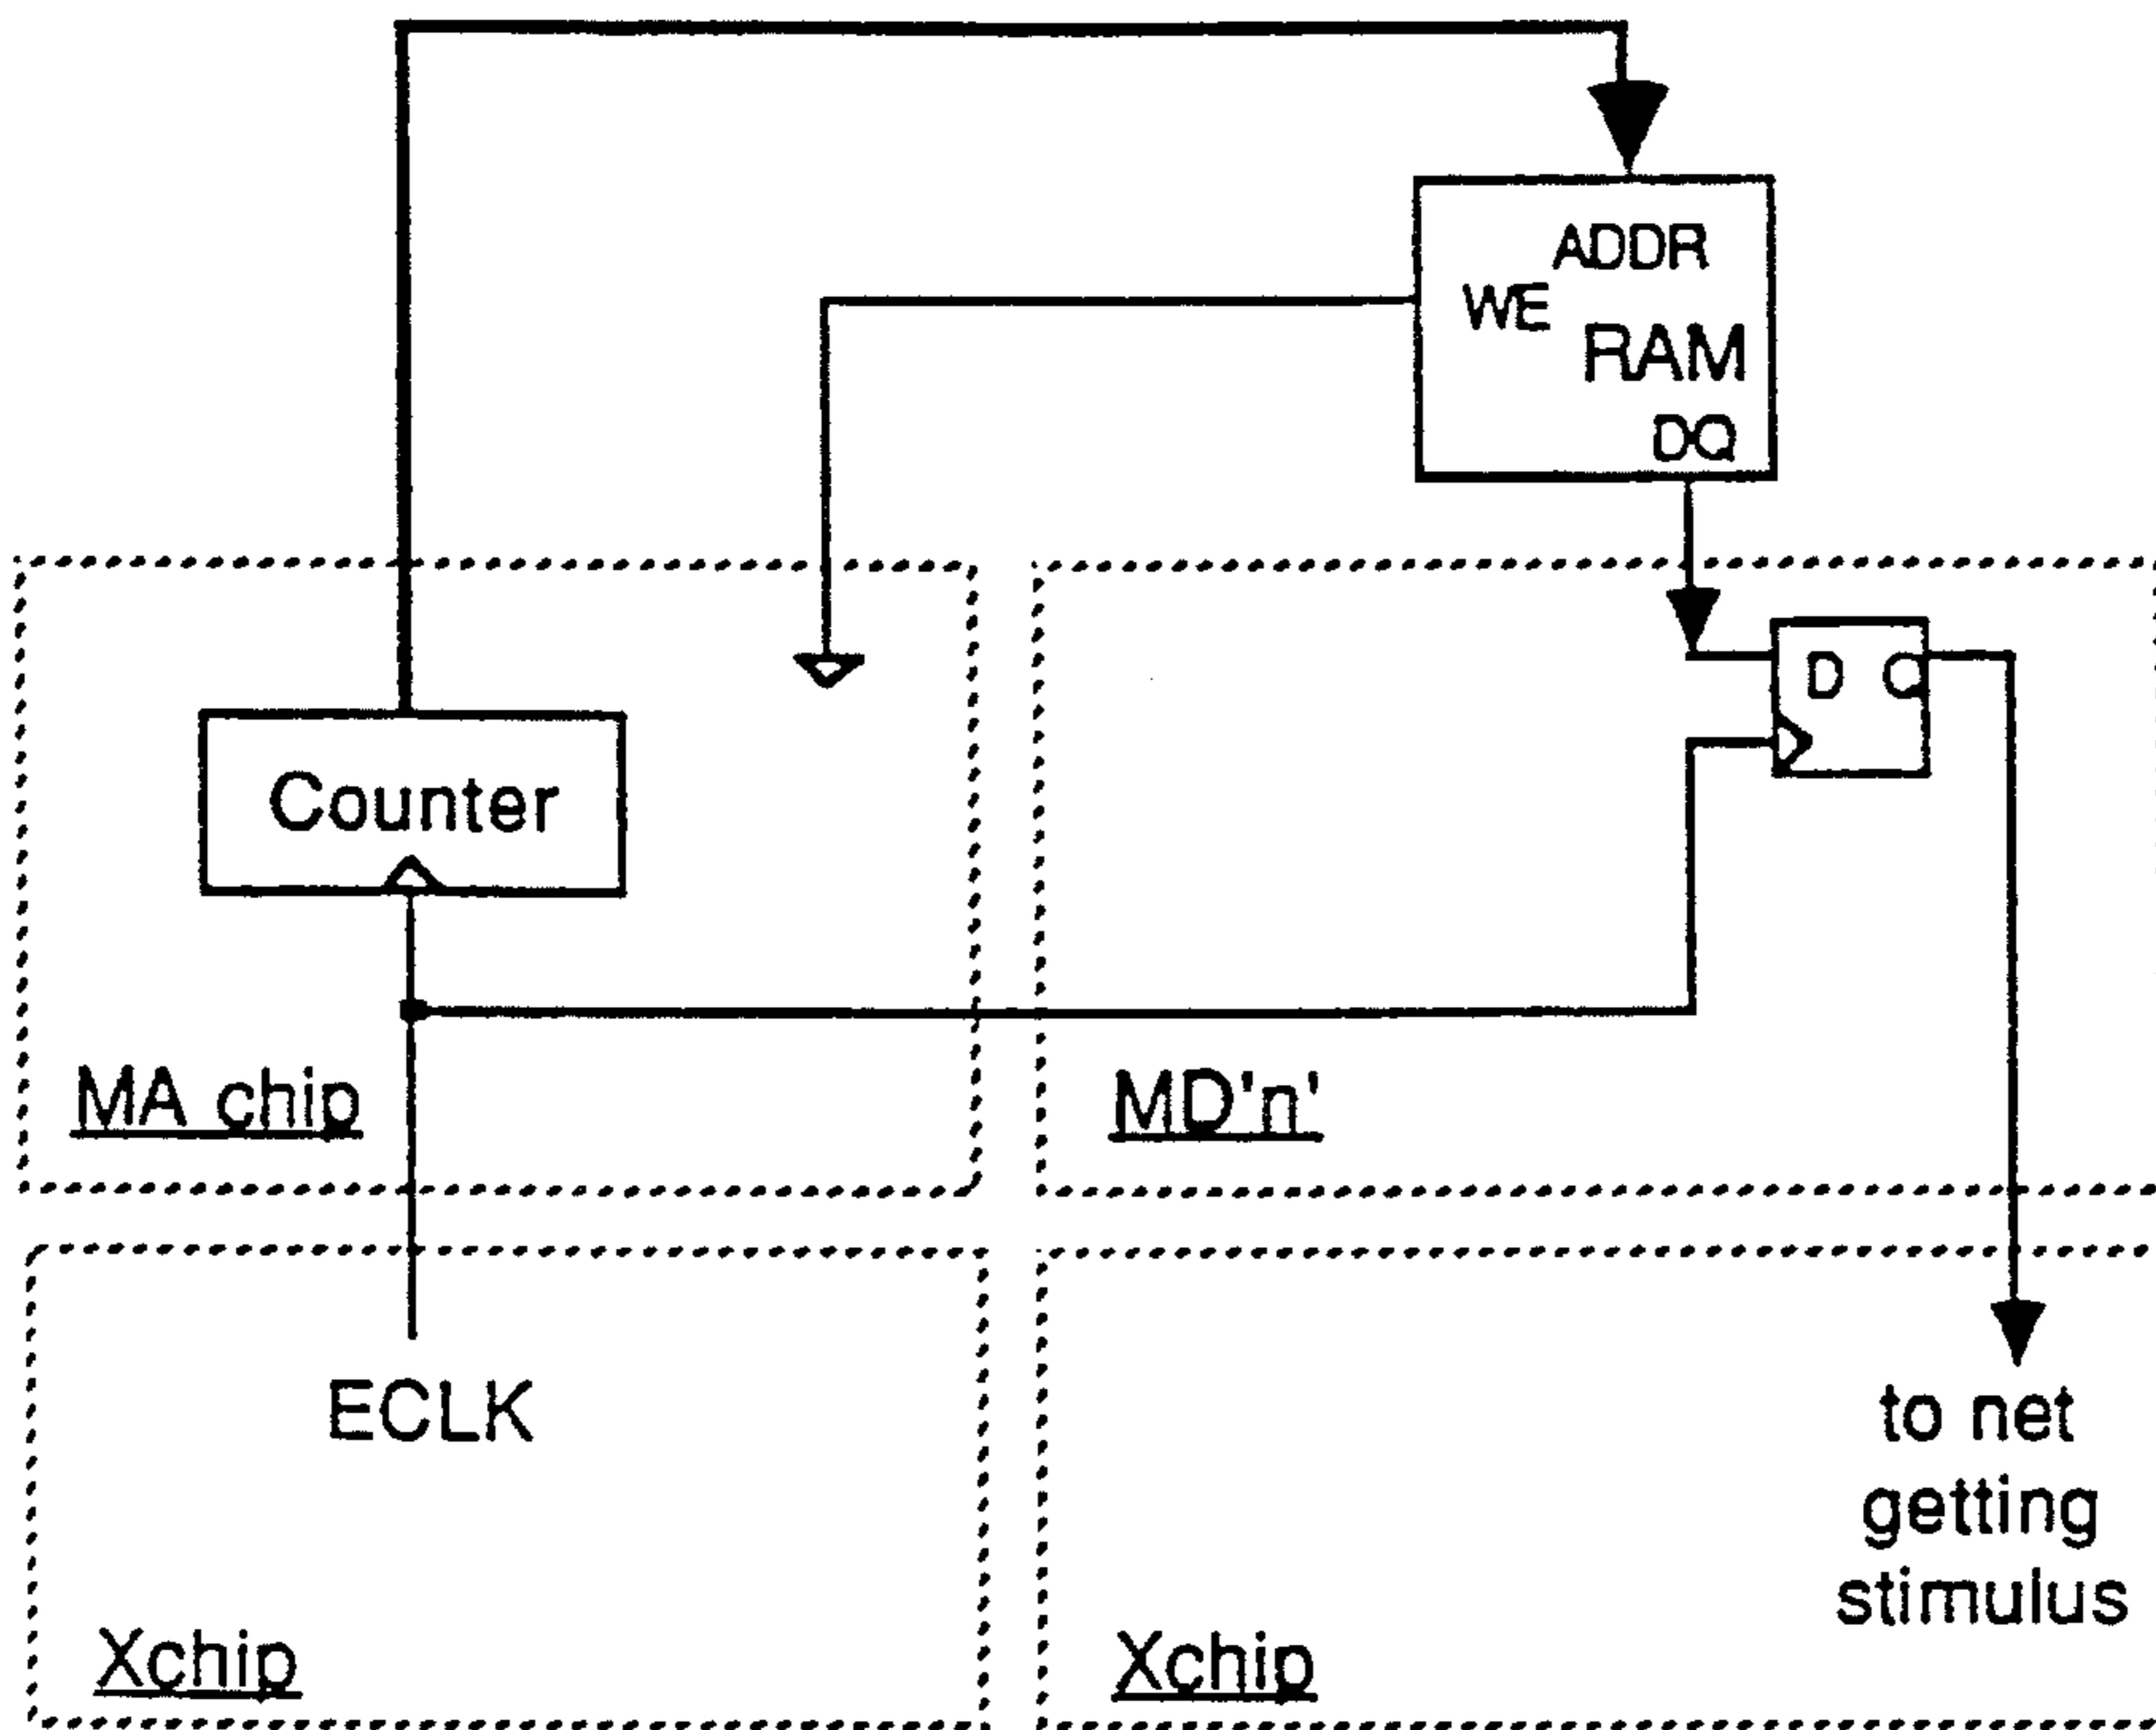 ADDR
WE
RAM
DQ
D Q
Counter
MA chip
MD'n'
ECLK
to net
getting
stimulus
Xchip
Xchip